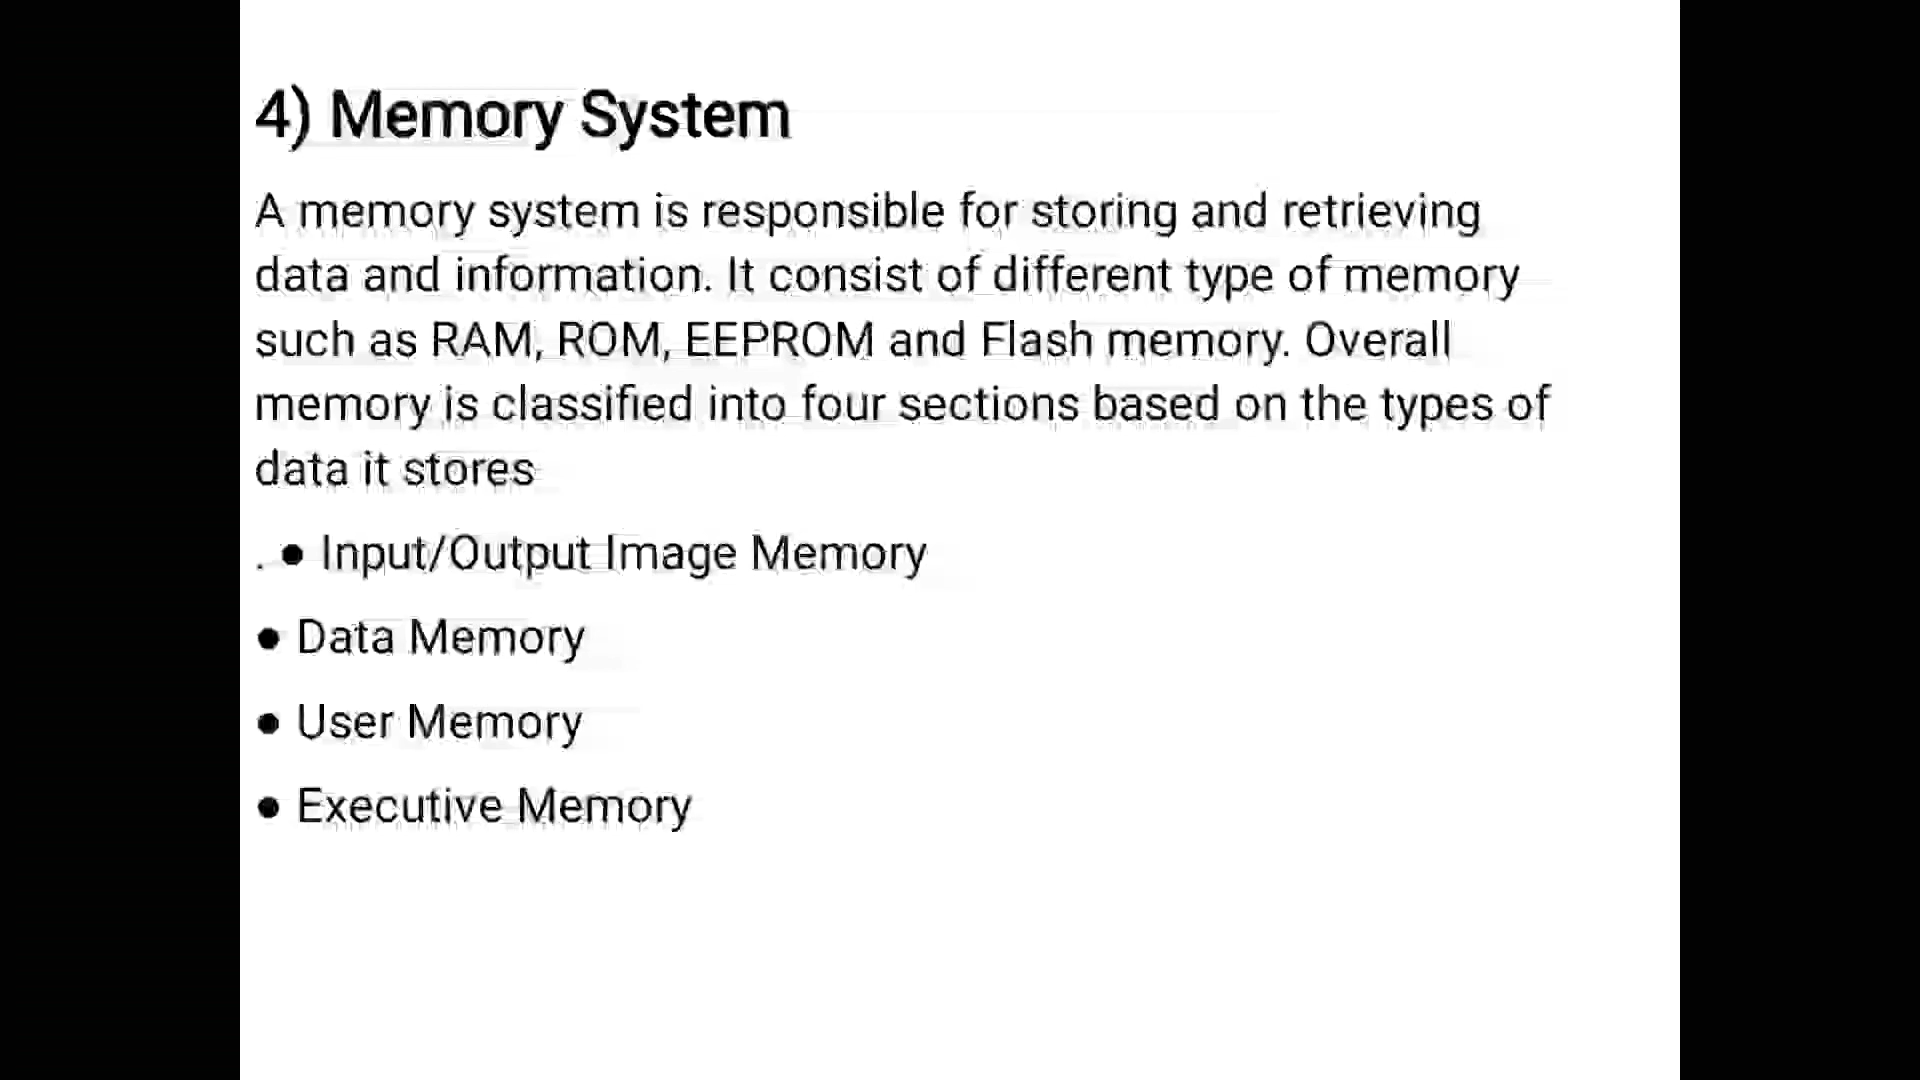 4) Memory System
A memory system is responsible for storing and retrieving
data and information. It consist of different type of memory
such as RAM, ROM, EEPROM and Flash memory. Overall
memory is classified into four sections based on the types of
data it stores
. ● Input/Output Image Memory
● Data Memory
● User Memory
● Executive Memory